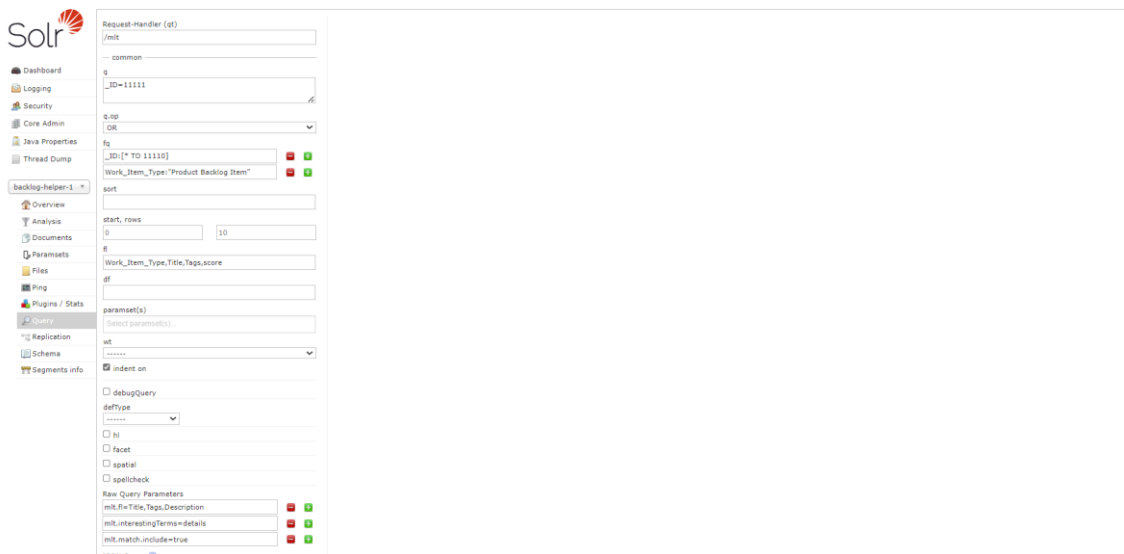 Solr
Dashboard
Logging
Security
Core Admin
Java Properties
Thread Dump
backlog-helper-1
Overview
Analysis
Documents
Paramsets
Files
Ping
Plugins / Stats
Query
Replication
Schema
Segments info
Request-Handler (qt)
/mlt
common
q
_ID=11111
q.op
OR
fq
_ID:[* TO 11110]
Work_Item_Type:"Product Backlog Item"
sort
start, rows
0 10
fl
Work_Item_Type,Title,Tags,score
df
paramset(s)
Select paramset(s)...
wt
------
indent on
debugQuery
defType
------
hl
facet
spatial
spellcheck
Raw Query Parameters
mlt.fl=Title,Tags,Description
mlt.interestingTerms=details
mlt.match.include=true